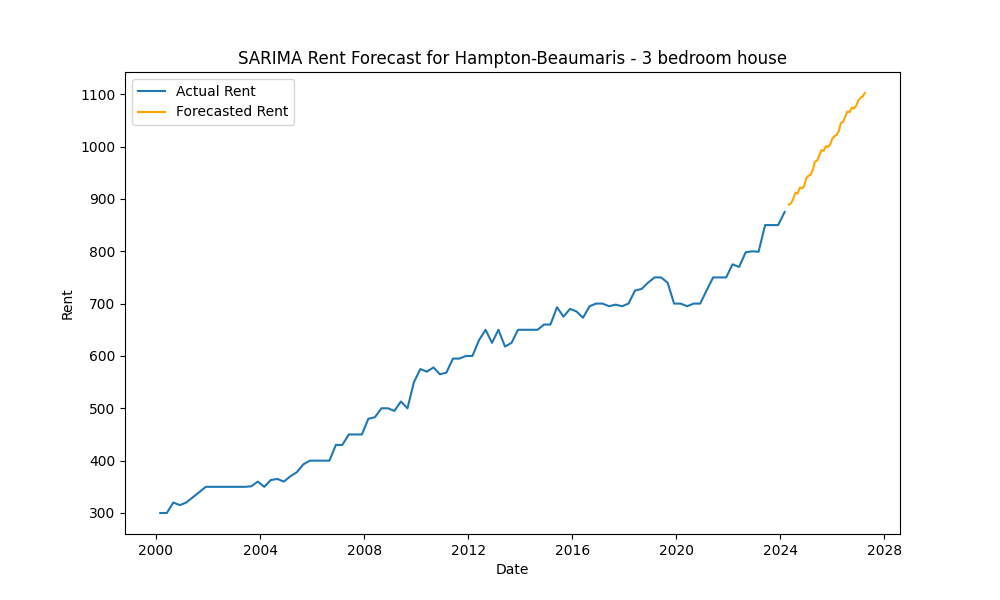 SARIMA Rent Forecast for Hampton-Beaumaris - 3 bedroom house
Actual Rent
Forecasted Rent
1100
1000
900
800
700
600
500
400
300
Rent
2000 2004 2008 2012 2016 2020 2024 2028
Date